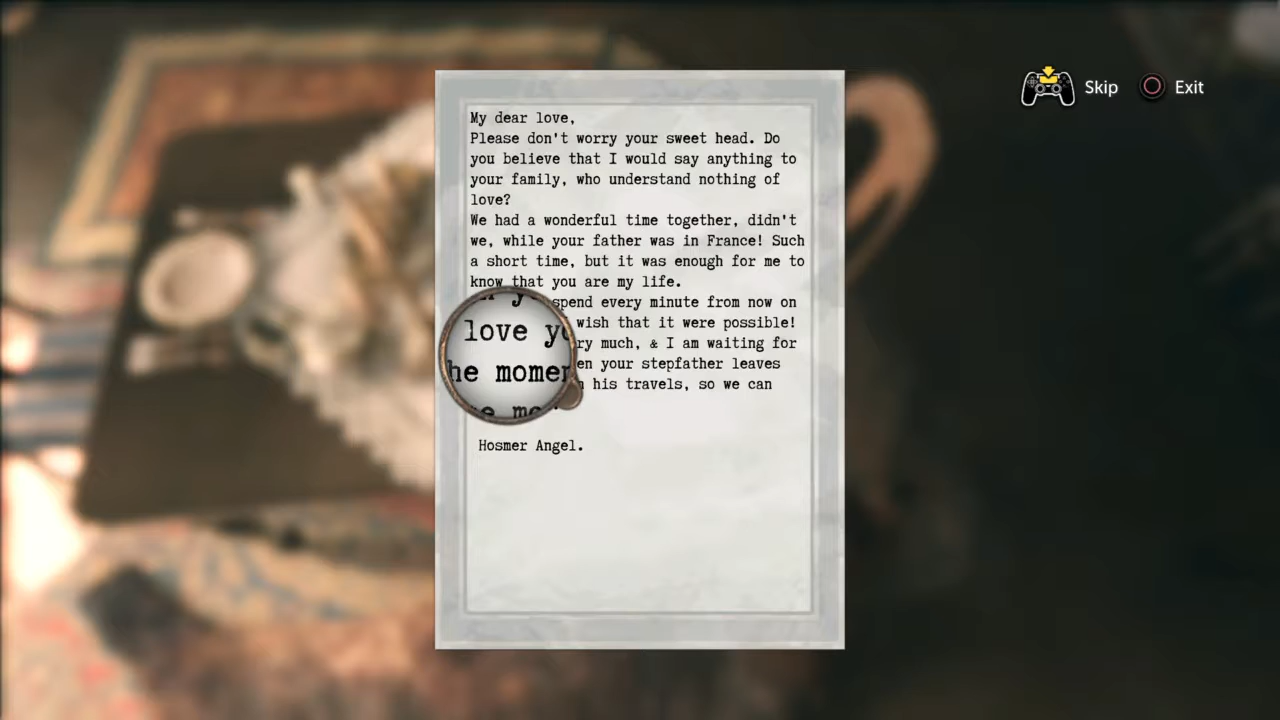 My dear love,
Please don't worry your sweet head. Do
you believe that I would say anything to
your family, who understand nothing of
love?
We had a wonderful time together, didn't
we, while your father was in France! Such
a short time, but it was enough for me to
know that you are my life.
spend every minute from now on
love wish that it were possible!
much, & I am waiting for
your stepfather leaves
his travels, so we can
Hosmer Angel.
Skip
Exit